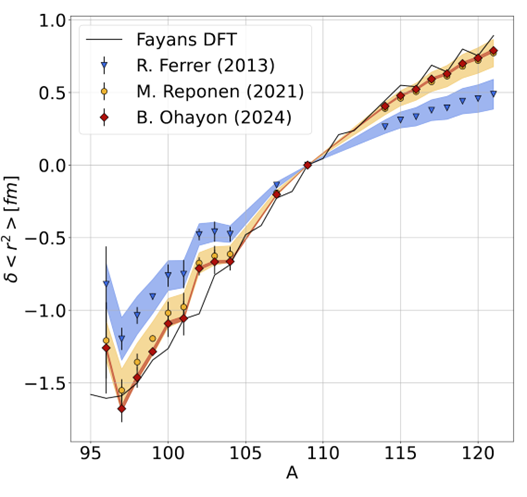 1.0
0.5
0.0
−0.5
−1.0
−1.5
δ < r² > [fm]
Fayans DFT
R. Ferrer (2013)
M. Reponen (2021)
B. Ohayon (2024)
95 100 105 110 115 120
A